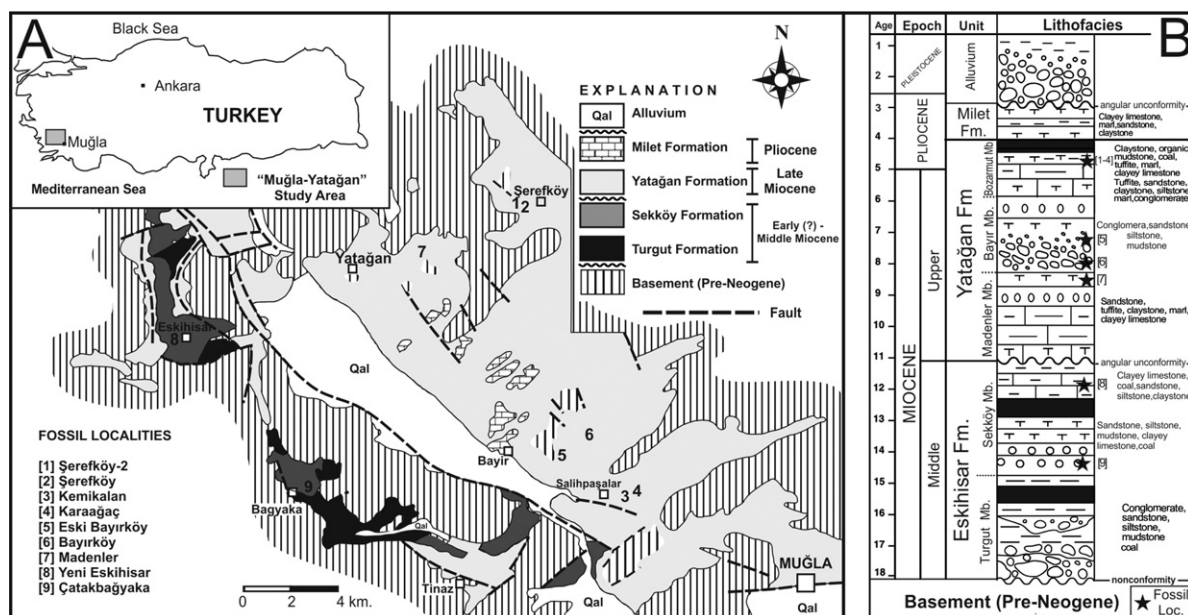 A
Black Sea
Ankara
TURKEY
Muğla
Mediterranean Sea
“Muğla-Yatağan”
Study Area
N
EXPLANATION
Qal
Alluvium
Milet Formation
Pliocene
Yatağan Formation
Late
Miocene
Sekköy Formation
Early (?) -
Middle Miocene
Turgut Formation
Basement (Pre-Neogene)
Fault
12
Şerefköy
Yatağan
7
Eskihisar
8
Qal
6
5
Bayir
Salihpaşalar
3 4
9
Bagyaka
Qal
Tinaz
Qal
MUĞLA
Qal
FOSSIL LOCALITIES
[1] Şerefköy-2
[2] Şerefköy
[3] Kemikalan
[4] Karaağaç
[5] Eski Bayırköy
[6] Bayırköy
[7] Madenler
[8] Yeni Eskihisar
[9] Çatakbağyaka
0 2 4 km.
B
Age Epoch Unit Lithofacies
1
2
3
4
5
6
7
8
9
10
11
12
13
14
15
16
17
18
PLEISTOCENE
PLIOCENE
MIOCENE
Upper
Middle
Alluvium
Milet
Fm.
Yatağan Fm
Bozarmut Mb.
Bayır Mb.
Madenler Mb.
Eskihisar Fm.
Sekköy Mb.
Turgut Mb.
angular unconformity
Clayey limestone,
marl,sandstone,
claystone
Claystone, organic
mudstone, coal,
tuffite, marl,
clayey limestone
[1-4]
Tuffite, sandstone,
claystone, siltstone
marl,conglomerate
Conglomera,sandstone
siltstone
mudstone
[5]
[6]
[7]
Sandstone,
tuffite, claystone, marl,
clayey limestone
angular unconformity
Clayey limestone,
coal,sandstone,
siltstone,claystone
[8]
Sandstone, siltstone,
mudstone, clayey
limestone,coal
[9]
Conglomerate,
sandstone,
siltstone,
mudstone
coal
nonconformity
Basement (Pre-Neogene)
Fossil
Loc.